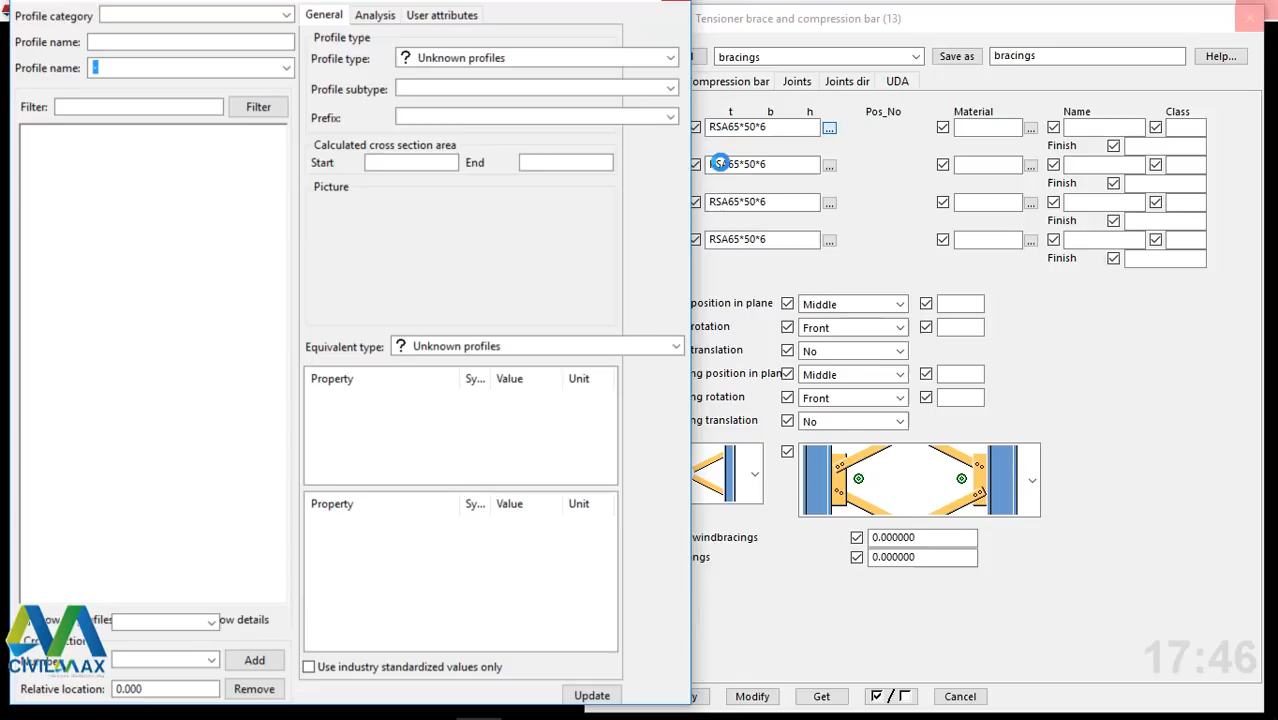 Profile category
Profile name:
Profile name:
Filter:
Filter
General
Analysis
User attributes
Profile type
Profile type:
? Unknown profiles
Profile subtype:
Prefix:
Calculated cross section area
Start
End
Picture
Equivalent type:
? Unknown profiles
Property Sy... Value Unit
Property Sy... Value Unit
ow details
Add
Relative location: 0.000
Remove
Use industry standardized values only
Update
CIVILMAX
Tensioner brace and compression bar (13)
bracings
Save as
bracings
Help...
ompression bar
Joints
Joints dir
UDA
t b h Pos_No Material Name Class
RSA65*50*6 ... ...
Finish
RSA65*50*6 ... ...
Finish
RSA65*50*6 ... ...
Finish
RSA65*50*6 ... ...
Finish
position in plane Middle
rotation Front
translation No
ng position in plan Middle
ng rotation Front
ng translation No
windbracings 0.000000
ngs 0.000000
17:46
y
Modify
Get
/
Cancel